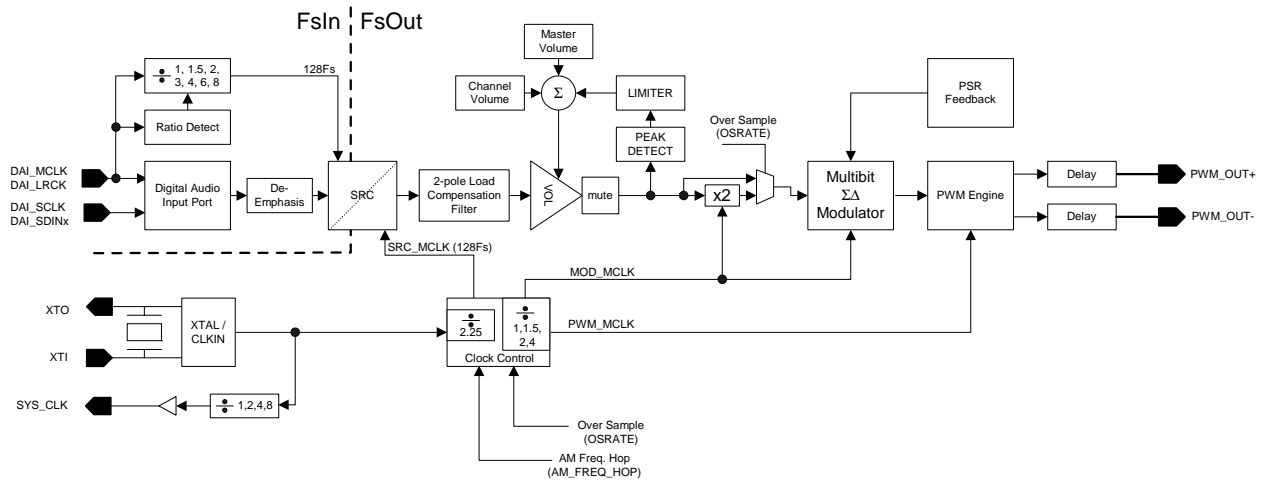 FsIn
FsOut
÷ 1, 1.5, 2,
3, 4, 6, 8
128Fs
Ratio Detect
DAI_MCLK
DAI_LRCK
DAI_SCLK
DAI_SDINx
Digital Audio
Input Port
De-
Emphasis
SRC
2-pole Load
Compensation
Filter
Master
Volume
Channel
Volume
Σ
LIMITER
PEAK
DETECT
VOL
mute
Over Sample
(OSRATE)
x2
PSR
Feedback
Multibit
ΣΔ
Modulator
PWM Engine
Delay
PWM_OUT+
Delay
PWM_OUT-
SRC_MCLK (128Fs)
MOD_MCLK
PWM_MCLK
XTO
XTI
XTAL /
CLKIN
÷
2.25
÷
1,1.5,
2,4
Clock Control
SYS_CLK
÷ 1,2,4,8
Over Sample
(OSRATE)
AM Freq. Hop
(AM_FREQ_HOP)